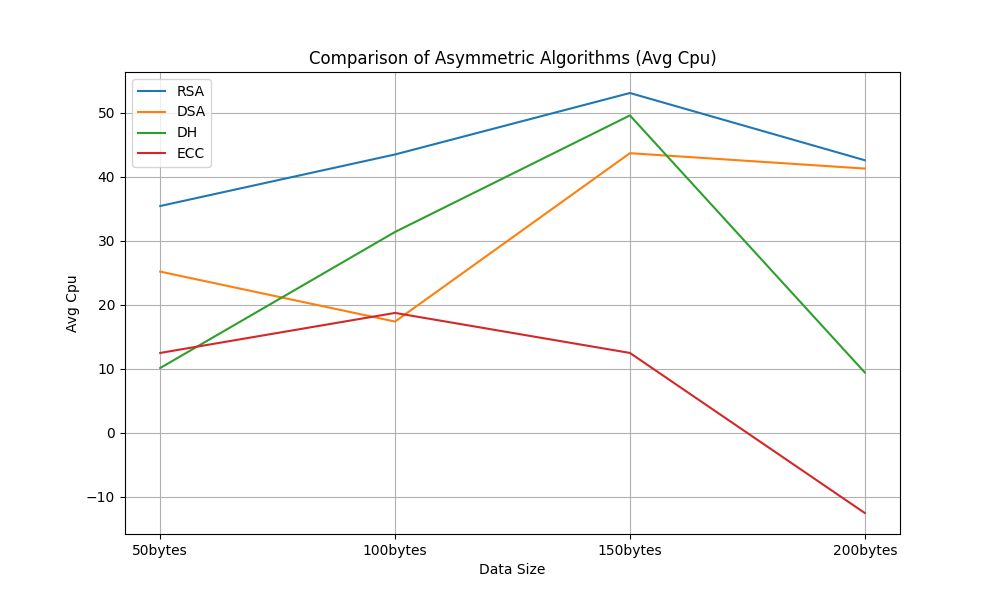 Comparison of Asymmetric Algorithms (Avg Cpu)
RSA
DSA
DH
ECC
50
40
30
20
10
0
−10
Avg Cpu
50bytes 100bytes 150bytes 200bytes
Data Size